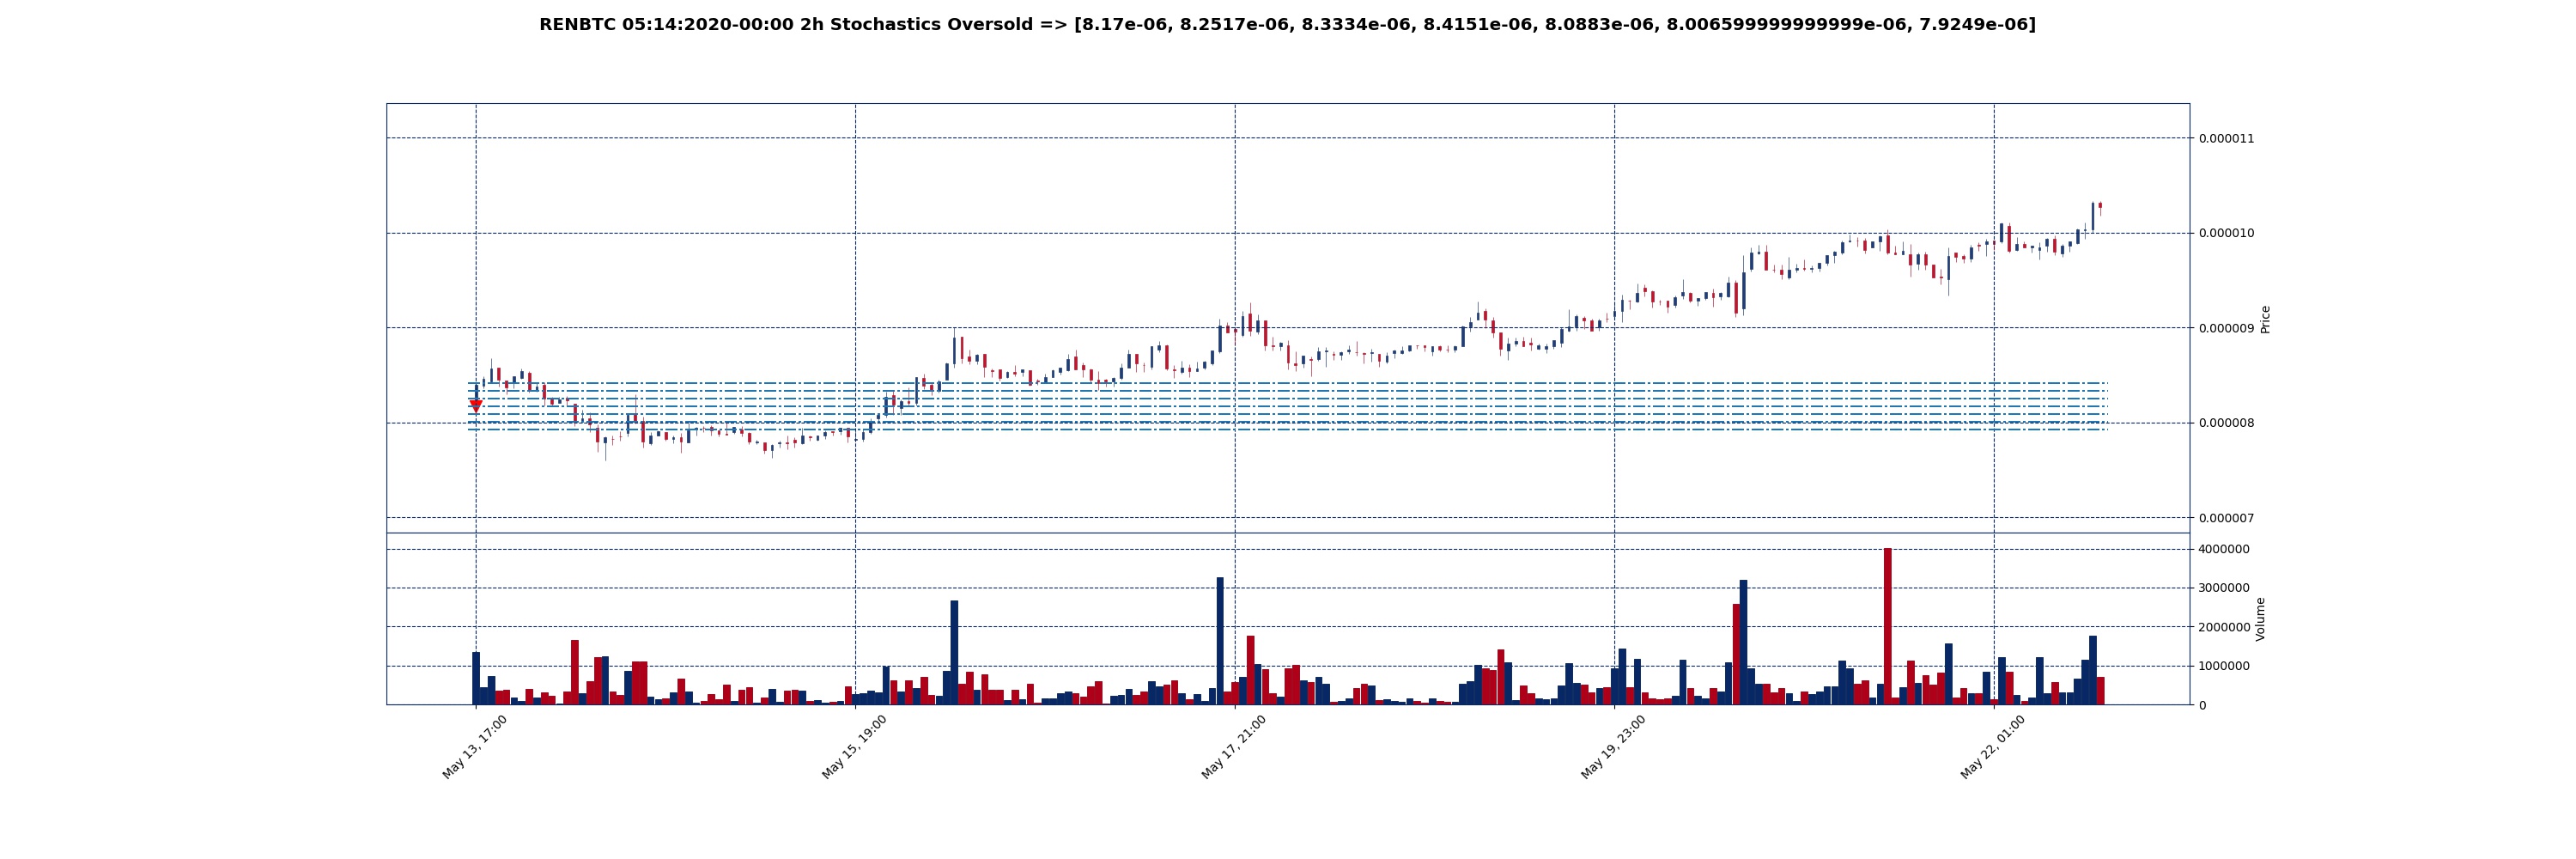 RENBTC 05:14:2020-00:00 2h Stochastics Oversold => [8.17e-06, 8.2517e-06, 8.3334e-06, 8.4151e-06, 8.0883e-06, 8.006599999999999e-06, 7.9249e-06]
0.000011
0.000010
0.000009
0.000008
0.000007
Price
4000000
3000000
2000000
1000000
0
Volume
May 13, 17:00
May 15, 19:00
May 17, 21:00
May 19, 23:00
May 22, 01:00